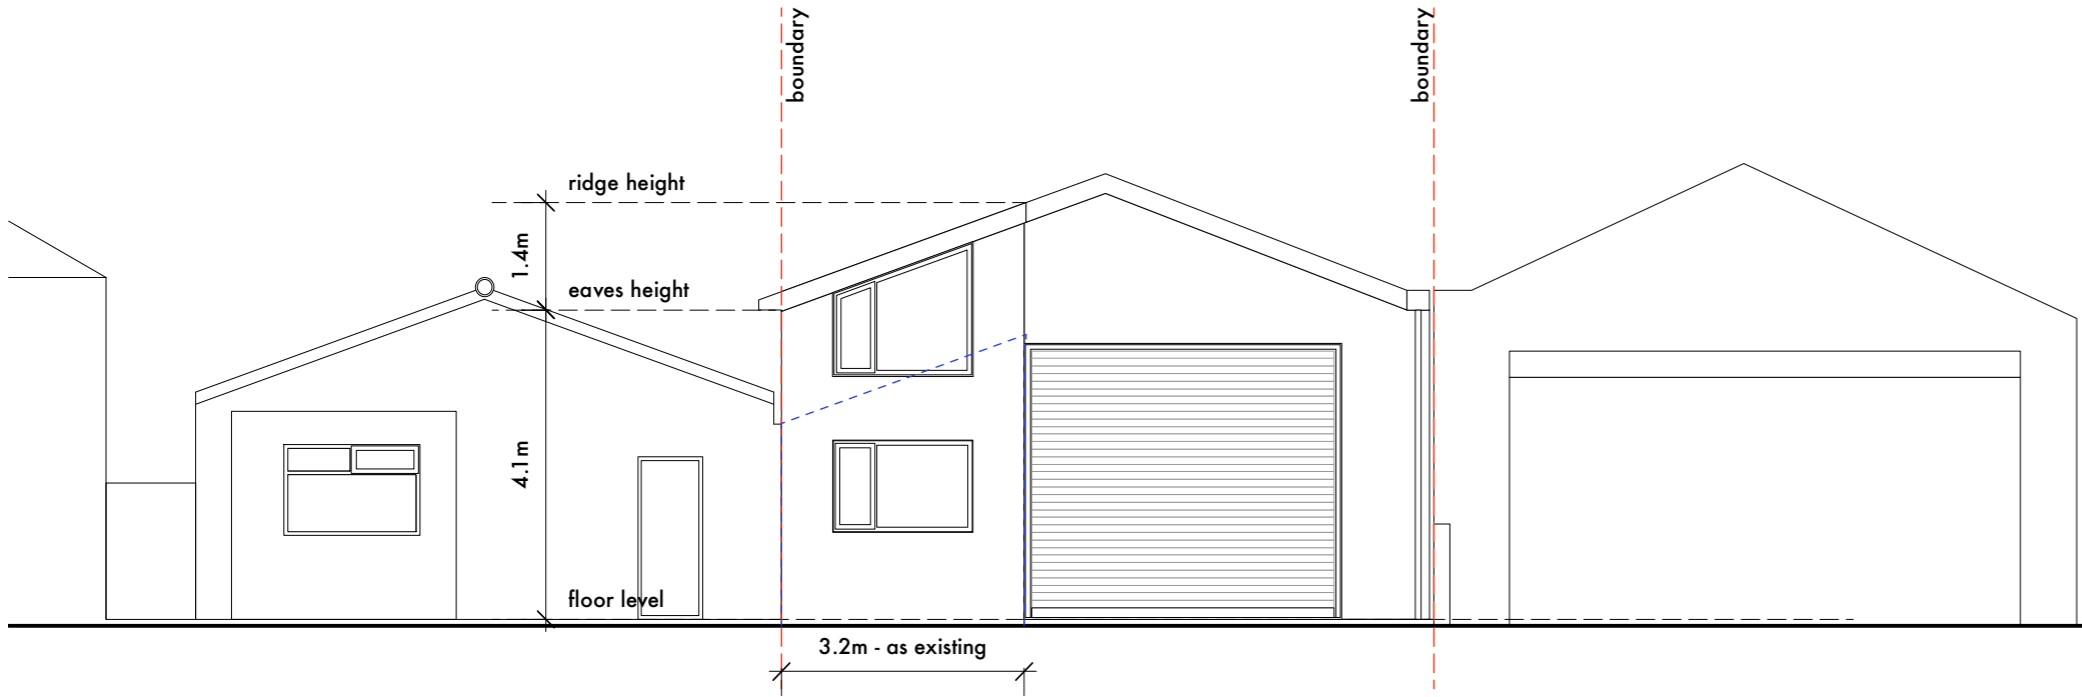 boundary
boundary
ridge height
1.4m
eaves height
4.1m
floor level
3.2m - as existing